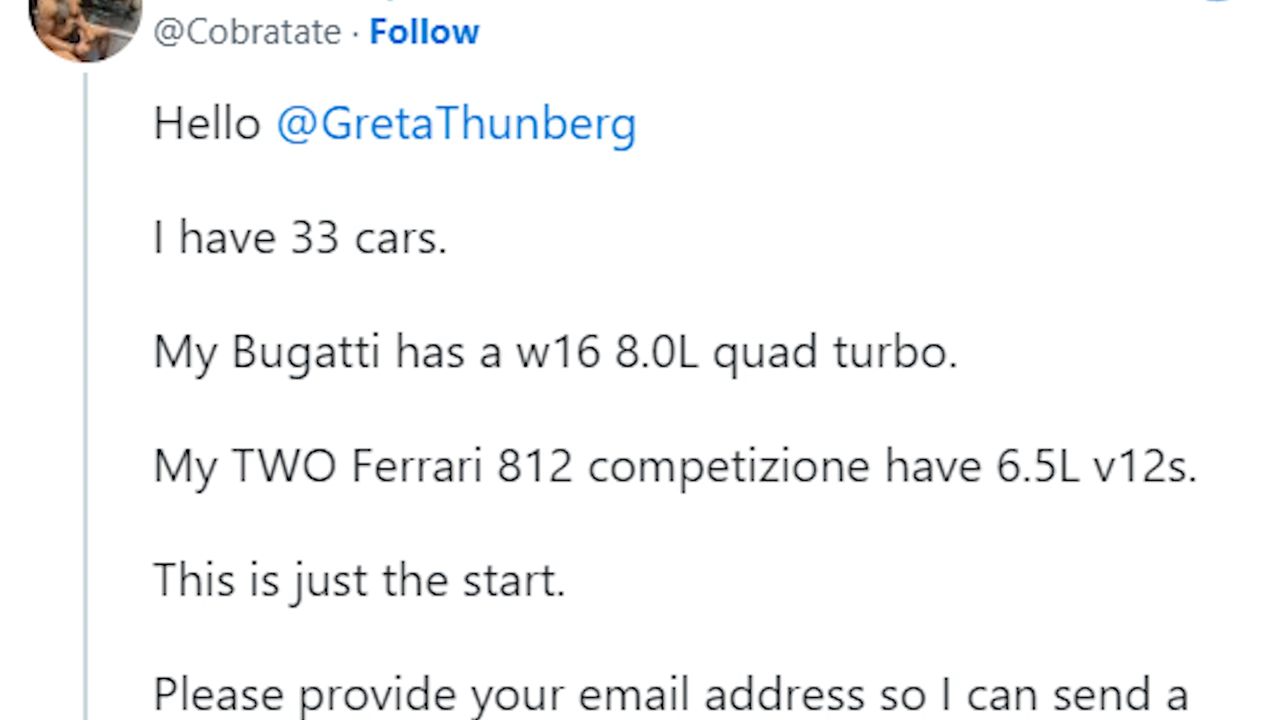 @Cobratate · Follow
Hello @GretaThunberg
I have 33 cars.
My Bugatti has a w16 8.0L quad turbo.
My TWO Ferrari 812 competizione have 6.5L v12s.
This is just the start.
Please provide your email address so I can send a